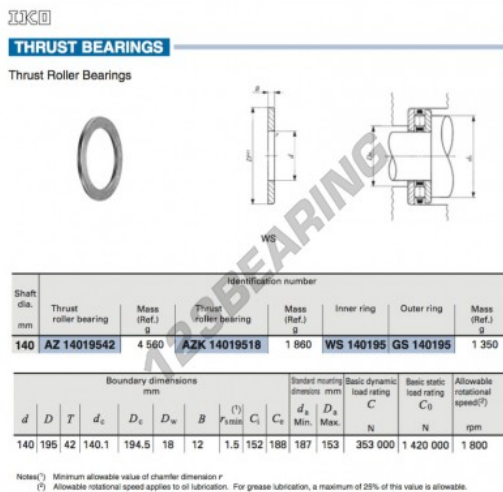 IKO
THRUST BEARINGS
Thrust Roller Bearings
B
r
D
d
Da
da
WS
123BEARING
Identification number
Shaft dia. mm Thrust roller bearing Mass (Ref.) g Thrust roller bearing Mass (Ref.) g Inner ring Outer ring Mass (Ref.) g
140 AZ 14019542 4 560 AZK 14019518 1 860 WS 140195 GS 140195 1 350
Boundary dimensions mm Standard mounting dimensions mm Basic dynamic load rating C N Basic static load rating C0 N Allowable rotational speed(²) rpm
d D T dc Dc Dw B (¹) rs min Ci Ce da Min. Da Max.
140 195 42 140.1 194.5 18 12 1.5 152 188 187 153 353 000 1 420 000 1 800
Notes(¹) Minimum allowable value of chamfer dimension r
(²) Allowable rotational speed applies to oil lubrication. For grease lubrication, a maximum of 25% of this value is allowable.